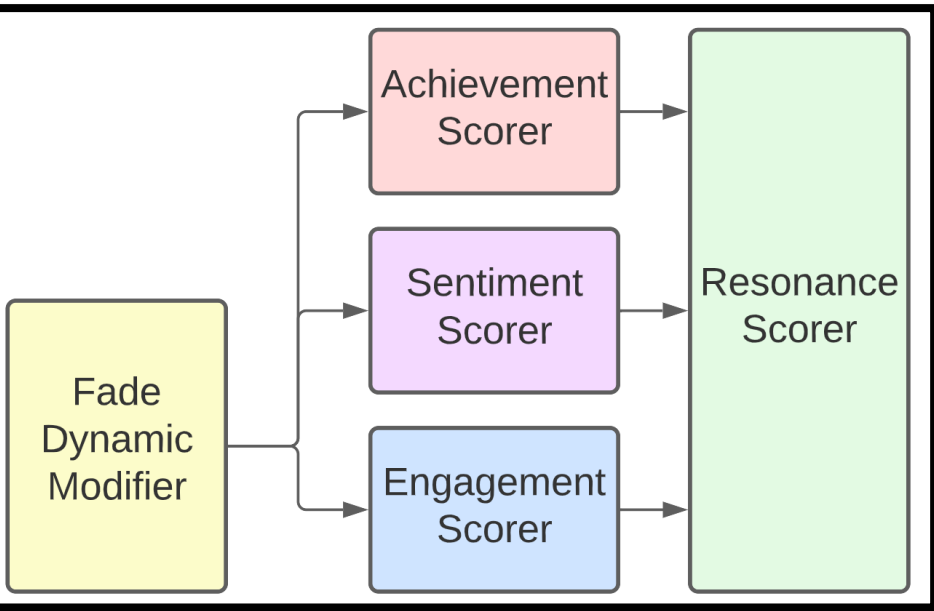 Achievement
Scorer
Sentiment
Scorer
Resonance
Scorer
Fade
Dynamic
Modifier
Engagement
Scorer